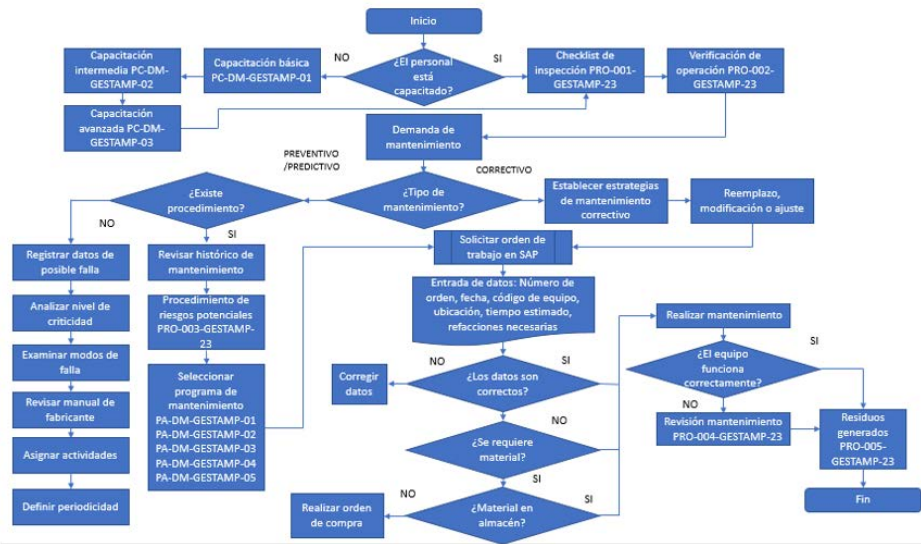 Inicio
¿El personal
está
capacitado?
NO
SI
Capacitación básica
PC-DM-GESTAMP-01
Capacitación
intermedia PC-DM-
GESTAMP-02
Capacitación
avanzada PC-DM-
GESTAMP-03
Checklist de
inspección PRO-001-
GESTAMP-23
Verificación de
operación PRO-002-
GESTAMP-23
Demanda de
mantenimiento
PREVENTIVO
/PREDICTIVO
CORRECTIVO
¿Tipo de
mantenimiento?
Establecer estrategias
de mantenimiento
correctivo
Reemplazo,
modificación o ajuste
¿Existe
procedimiento?
NO
SI
Registrar datos de
posible falla
Analizar nivel de
criticidad
Examinar modos de
falla
Revisar manual de
fabricante
Asignar actividades
Definir periodicidad
Revisar histórico de
mantenimiento
Procedimiento de
riesgos potenciales
PRO-003-GESTAMP-
23
Seleccionar
programa de
mantenimiento
PA-DM-GESTAMP-01
PA-DM-GESTAMP-02
PA-DM-GESTAMP-03
PA-DM-GESTAMP-04
PA-DM-GESTAMP-05
Solicitar orden de
trabajo en SAP
Entrada de datos: Número
de orden, fecha, código de equipo,
ubicación, tiempo estimado,
refacciones necesarias
NO
SI
¿Los datos son
correctos?
Corregir
datos
NO
¿Se requiere
material?
SI
NO
SI
¿Material en
almacén?
Realizar orden
de compra
Realizar mantenimiento
¿El equipo
funciona
correctamente?
SI
NO
Revisión mantenimiento
PRO-004-GESTAMP-23
Residuos
generados
PRO-005-
GESTAMP-23
Fin